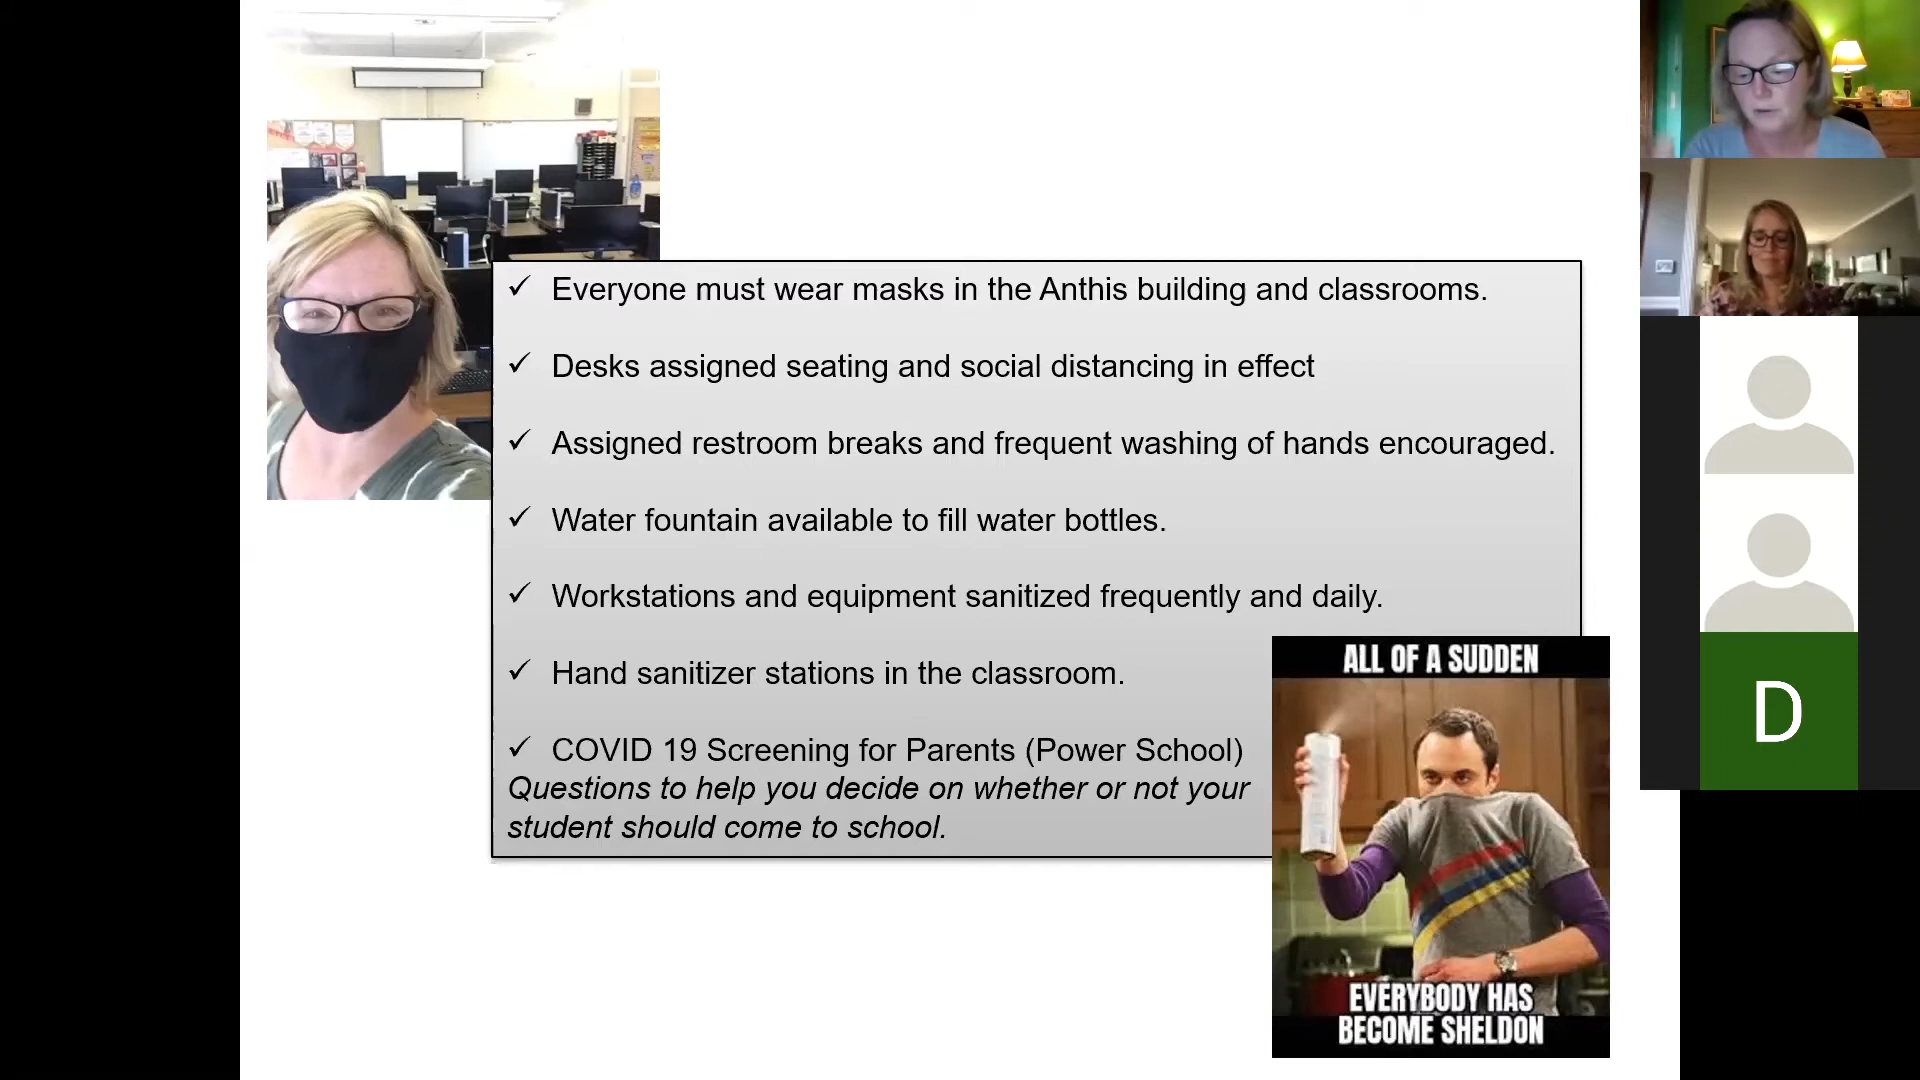 ✓ Everyone must wear masks in the Anthis building and classrooms.
✓ Desks assigned seating and social distancing in effect
✓ Assigned restroom breaks and frequent washing of hands encouraged.
✓ Water fountain available to fill water bottles.
✓ Workstations and equipment sanitized frequently and daily.
✓ Hand sanitizer stations in the classroom.
✓ COVID 19 Screening for Parents (Power School)
Questions to help you decide on whether or not your
student should come to school.
ALL OF A SUDDEN
EVERYBODY HAS
BECOME SHELDON
D